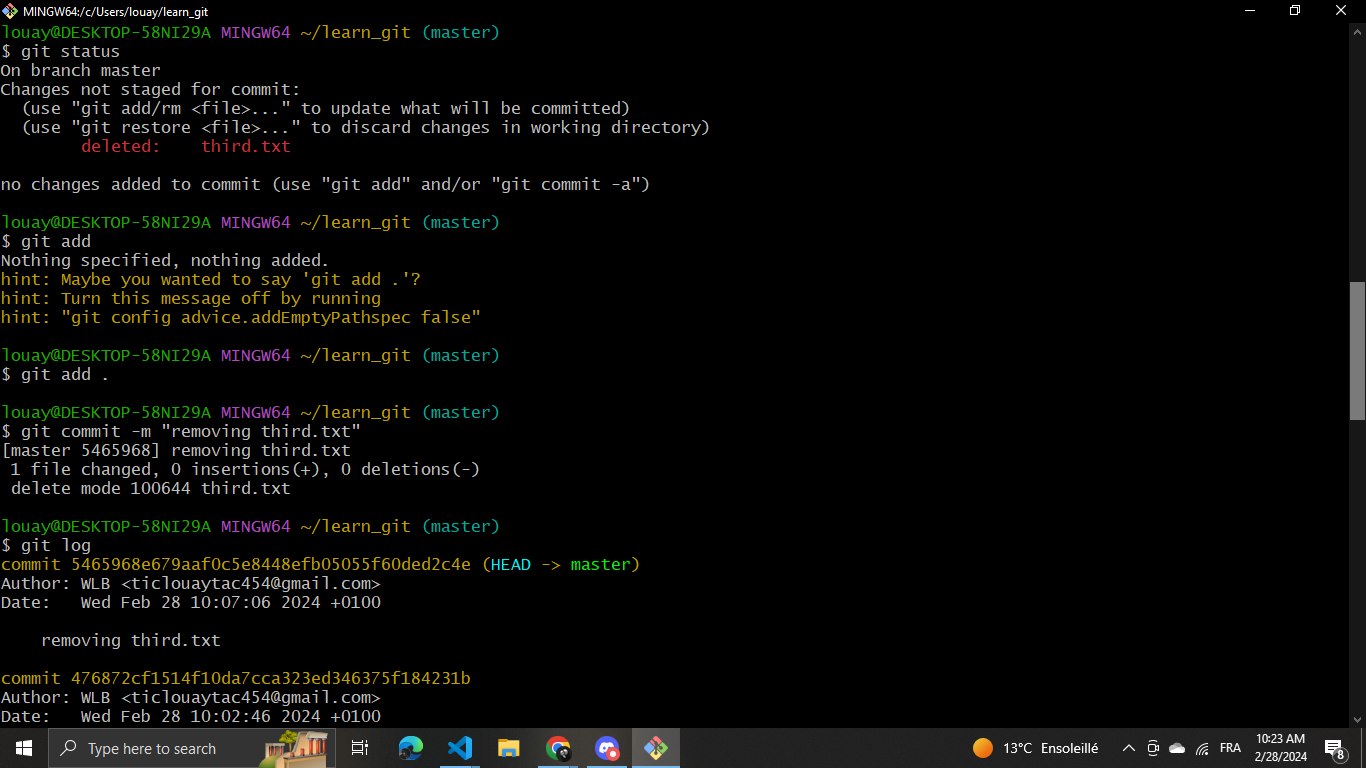 MINGW64:/c/Users/louay/learn_git
louay@DESKTOP-58NI29A MINGW64 ~/learn_git (master)
$ git status
On branch master
Changes not staged for commit:
  (use "git add/rm <file>..." to update what will be committed)
  (use "git restore <file>..." to discard changes in working directory)
        deleted:    third.txt

no changes added to commit (use "git add" and/or "git commit -a")

louay@DESKTOP-58NI29A MINGW64 ~/learn_git (master)
$ git add
Nothing specified, nothing added.
hint: Maybe you wanted to say 'git add .'?
hint: Turn this message off by running
hint: "git config advice.addEmptyPathspec false"

louay@DESKTOP-58NI29A MINGW64 ~/learn_git (master)
$ git add .

louay@DESKTOP-58NI29A MINGW64 ~/learn_git (master)
$ git commit -m "removing third.txt"
[master 5465968] removing third.txt
 1 file changed, 0 insertions(+), 0 deletions(-)
 delete mode 100644 third.txt

louay@DESKTOP-58NI29A MINGW64 ~/learn_git (master)
$ git log
commit 5465968e679aaf0c5e8448efb05055f60ded2c4e (HEAD -> master)
Author: WLB <ticlouaytac454@gmail.com>
Date:   Wed Feb 28 10:07:06 2024 +0100

    removing third.txt

commit 476872cf1514f10da7cca323ed346375f184231b
Author: WLB <ticlouaytac454@gmail.com>
Date:   Wed Feb 28 10:02:46 2024 +0100
Type here to search
13°C Ensoleillé
FRA
10:23 AM
2/28/2024
8